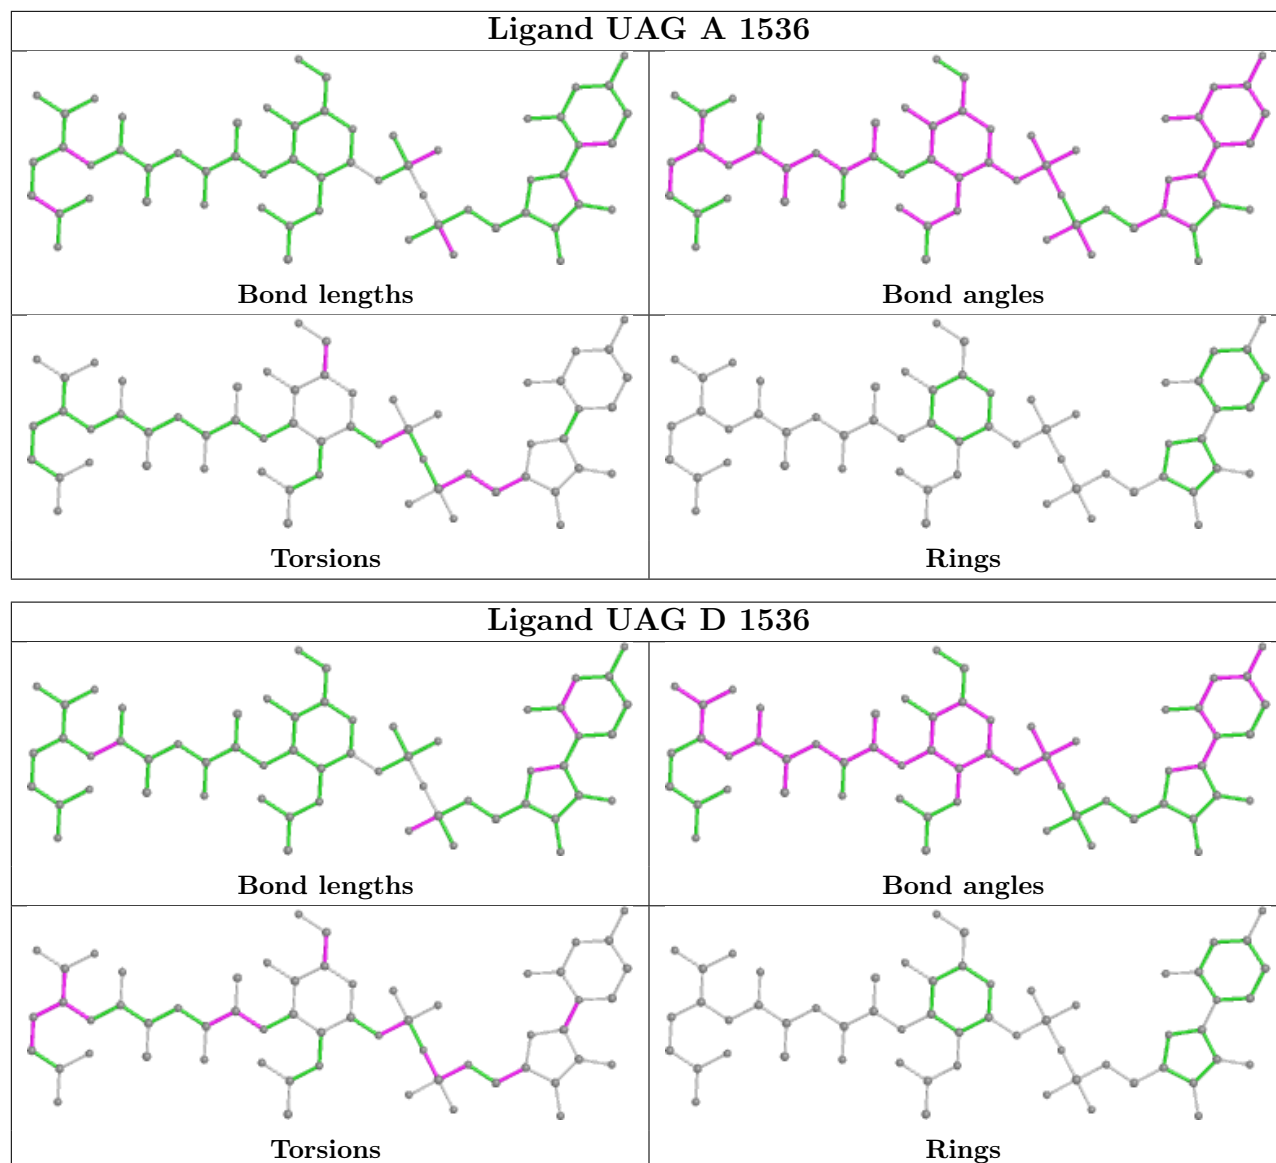 Ligand UAG A 1536
Bond lengths
Bond angles
Torsions
Rings
Ligand UAG D 1536
Bond lengths
Bond angles
Torsions
Rings